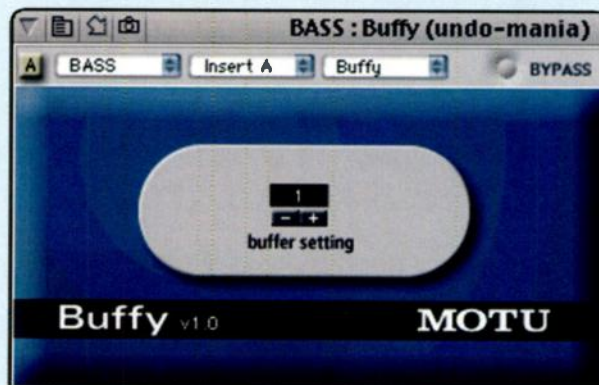 BASS : Buffy (undo-mania)
A BASS Insert A Buffy BYPASS
1
- +
buffer setting
Buffy v1.0 MOTU